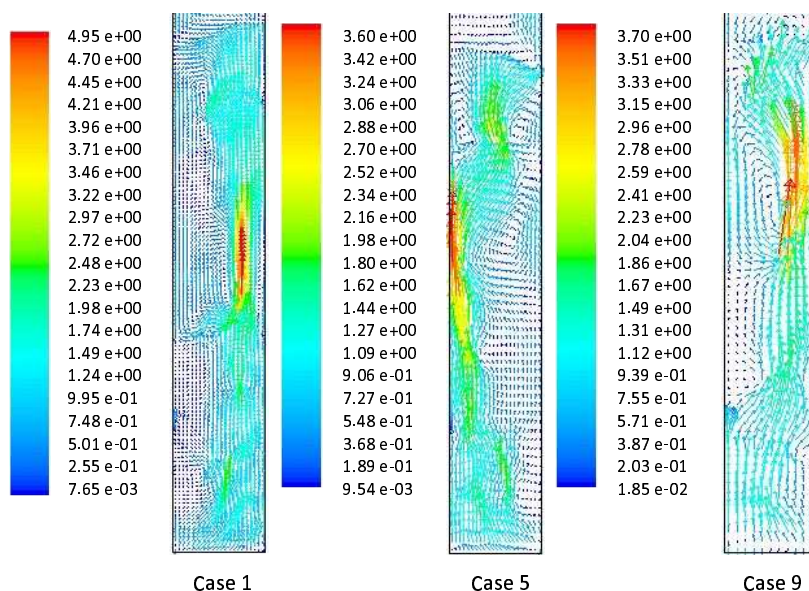 4.95 e+00 3.60 e+00 3.70 e+00
4.70 e+00 3.42 e+00 3.51 e+00
4.45 e+00 3.24 e+00 3.33 e+00
4.21 e+00 3.06 e+00 3.15 e+00
3.96 e+00 2.88 e+00 2.96 e+00
3.71 e+00 2.70 e+00 2.78 e+00
3.46 e+00 2.52 e+00 2.59 e+00
3.22 e+00 2.34 e+00 2.41 e+00
2.97 e+00 2.16 e+00 2.23 e+00
2.72 e+00 1.98 e+00 2.04 e+00
2.48 e+00 1.80 e+00 1.86 e+00
2.23 e+00 1.62 e+00 1.67 e+00
1.98 e+00 1.44 e+00 1.49 e+00
1.74 e+00 1.27 e+00 1.31 e+00
1.49 e+00 1.09 e+00 1.12 e+00
1.24 e+00 9.06 e-01 9.39 e-01
9.95 e-01 7.27 e-01 7.55 e-01
7.48 e-01 5.48 e-01 5.71 e-01
5.01 e-01 3.68 e-01 3.87 e-01
2.55 e-01 1.89 e-01 2.03 e-01
7.65 e-03 9.54 e-03 1.85 e-02
Case 1 Case 5 Case 9